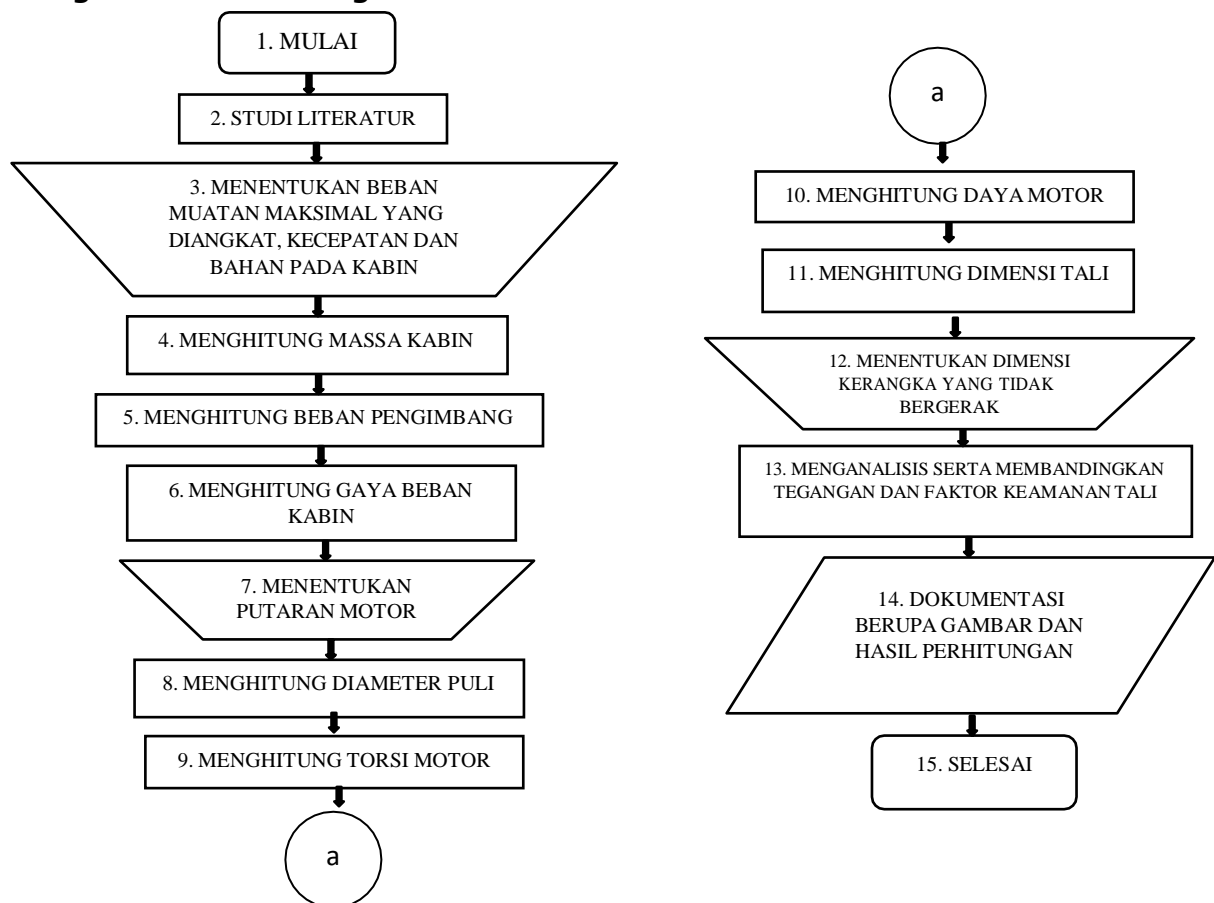 1. MULAI
2. STUDI LITERATUR
3. MENENTUKAN BEBAN
MUATAN MAKSIMAL YANG
DIANGKAT, KECEPATAN DAN
BAHAN PADA KABIN
4. MENGHITUNG MASSA KABIN
5. MENGHITUNG BEBAN PENGIMBANG
6. MENGHITUNG GAYA BEBAN
KABIN
7. MENENTUKAN
PUTARAN MOTOR
8. MENGHITUNG DIAMETER PULI
9. MENGHITUNG TORSI MOTOR
a
a
10. MENGHITUNG DAYA MOTOR
11. MENGHITUNG DIMENSI TALI
12. MENENTUKAN DIMENSI
KERANGKA YANG TIDAK
BERGERAK
13. MENGANALISIS SERTA MEMBANDINGKAN
TEGANGAN DAN FAKTOR KEAMANAN TALI
14. DOKUMENTASI
BERUPA GAMBAR DAN
HASIL PERHITUNGAN
15. SELESAI